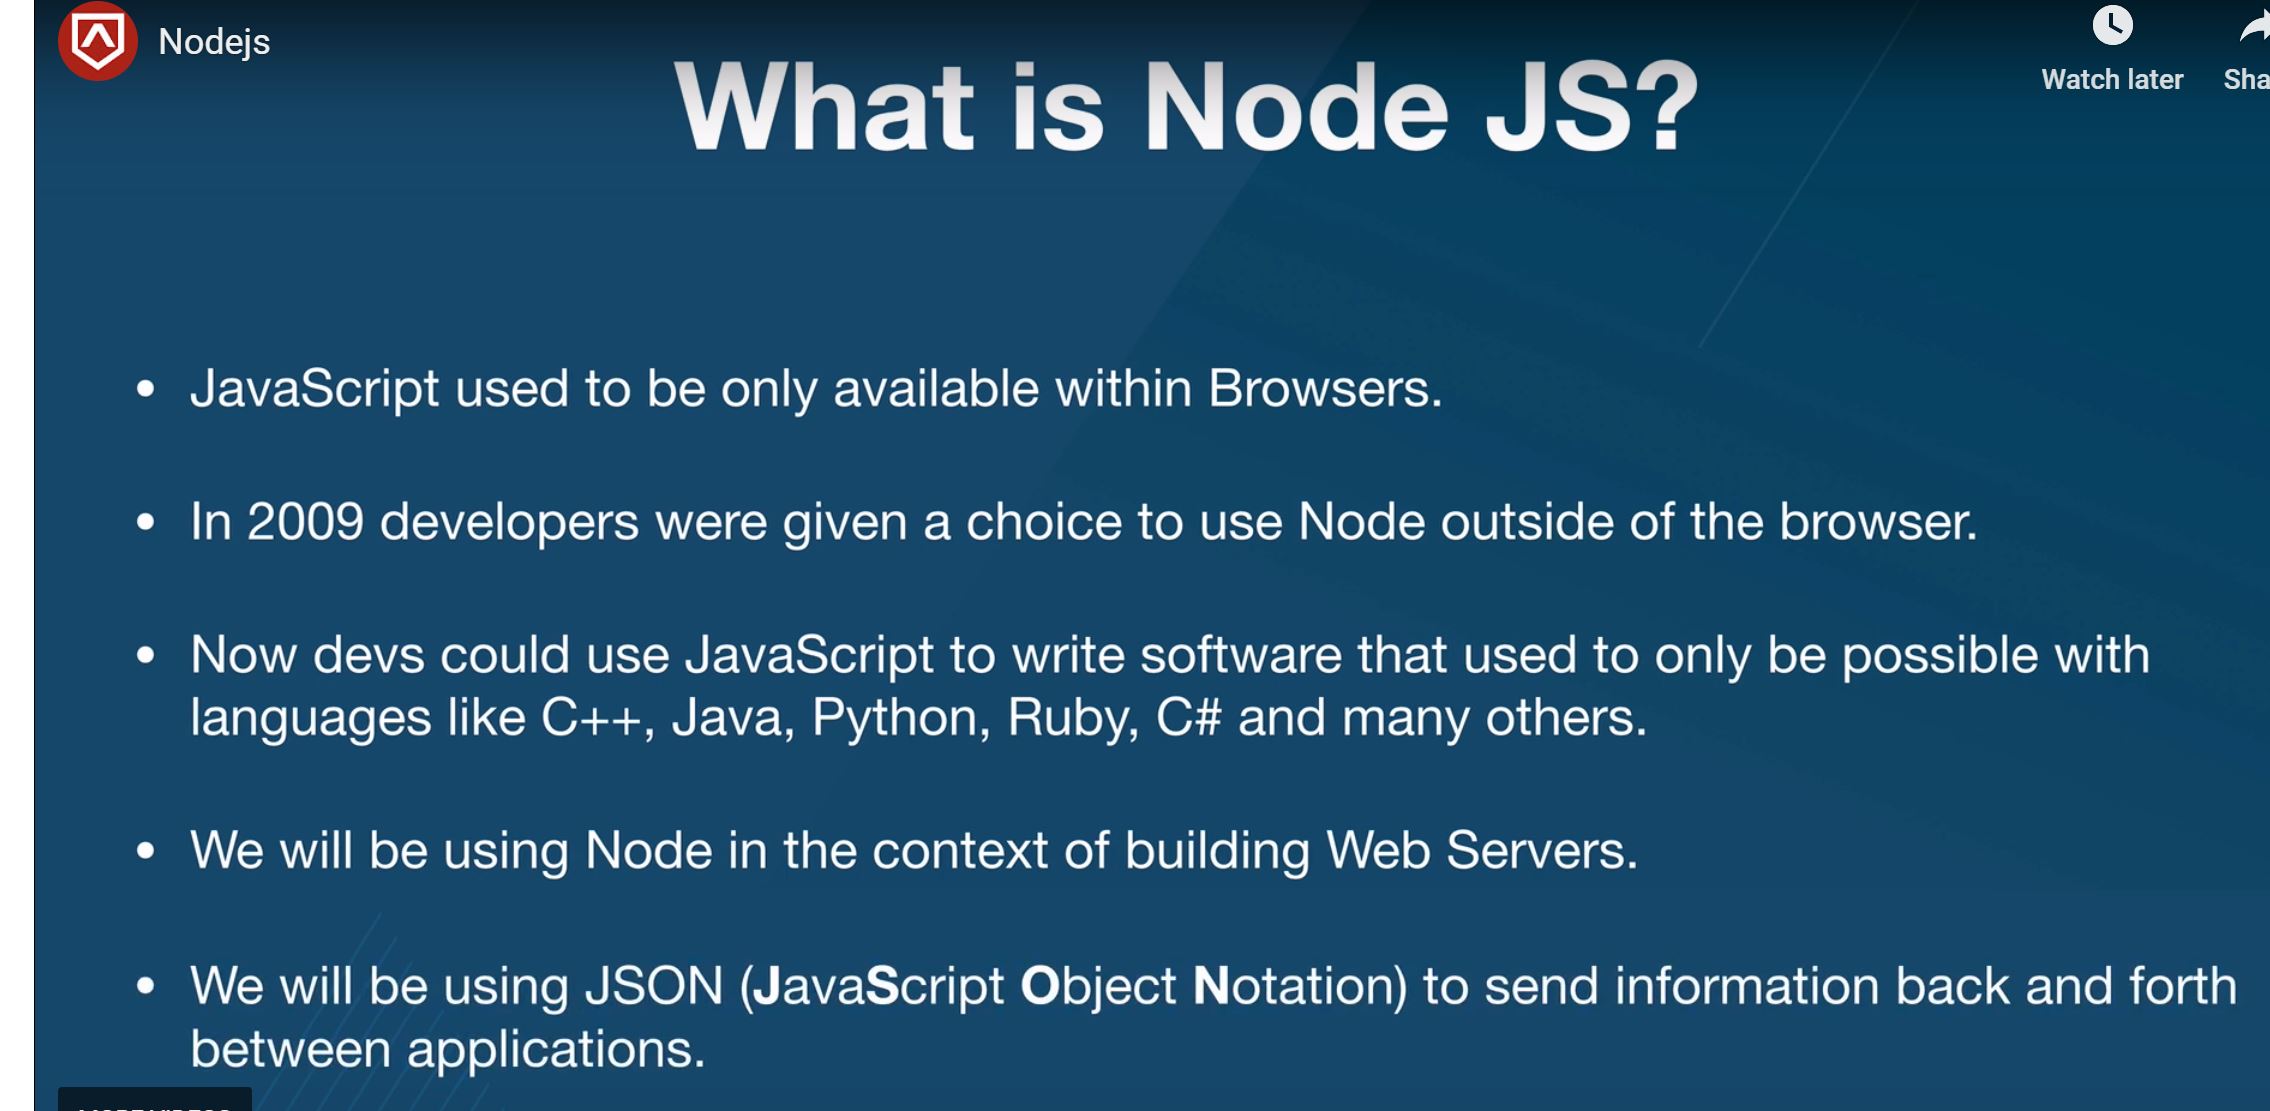 Nodejs
What is Node JS?
Watch later
Sha
• JavaScript used to be only available within Browsers.
• In 2009 developers were given a choice to use Node outside of the browser.
• Now devs could use JavaScript to write software that used to only be possible with
languages like C++, Java, Python, Ruby, C# and many others.
• We will be using Node in the context of building Web Servers.
• We will be using JSON (JavaScript Object Notation) to send information back and forth
between applications.